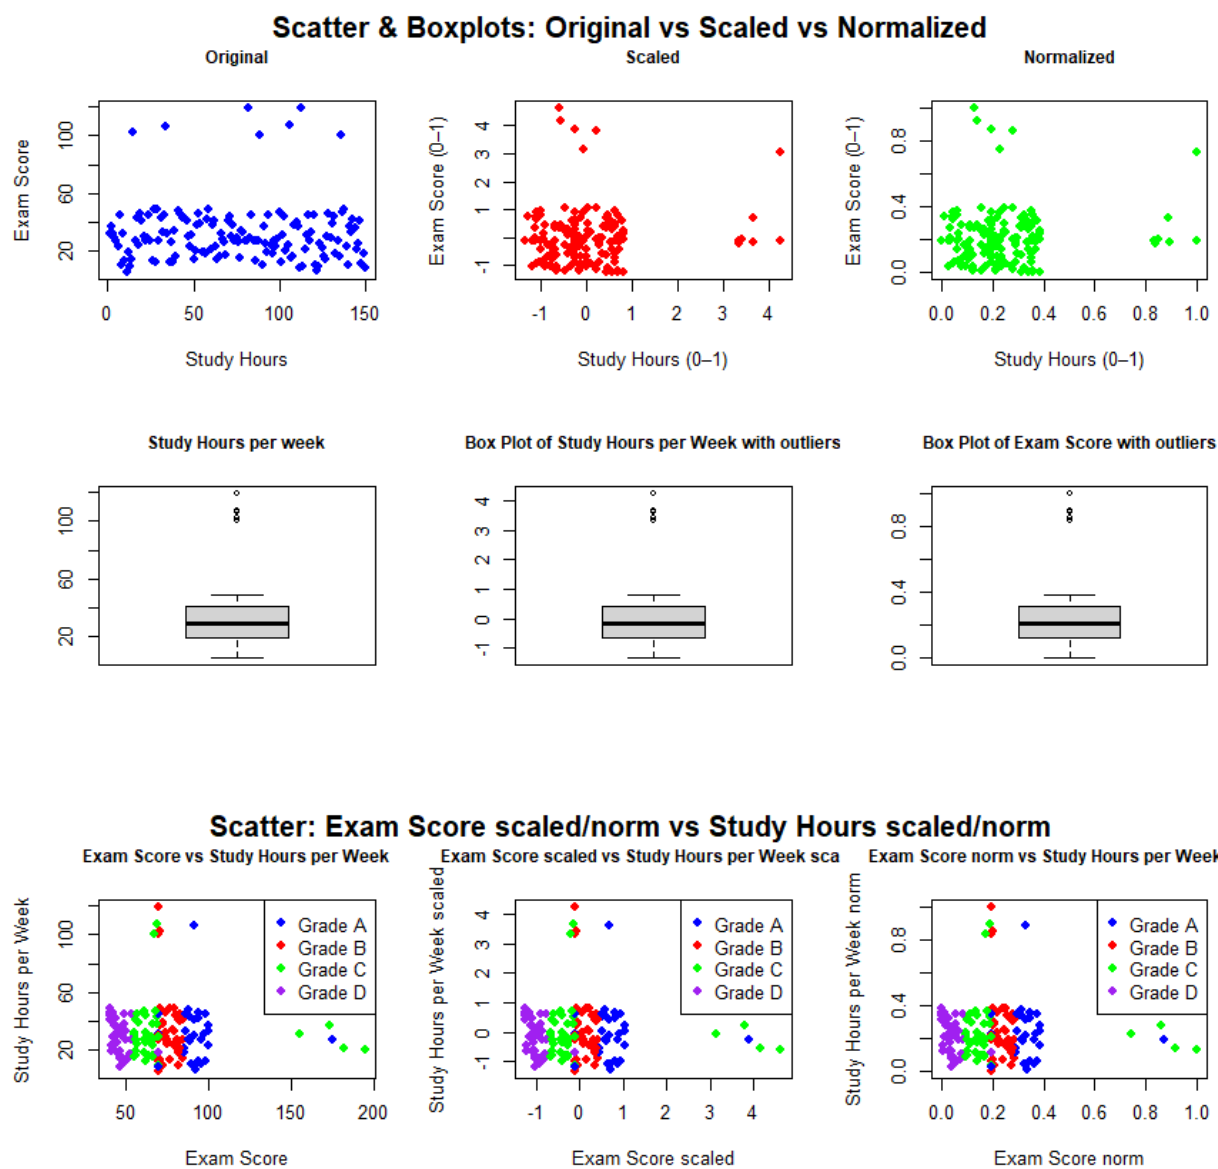 Scatter & Boxplots: Original vs Scaled vs Normalized
Original
Scaled
Normalized
Exam Score
20
60
100
0
50
100
150
Study Hours
Exam Score (0–1)
-1
0
1
2
3
4
-1
0
1
2
3
4
Study Hours (0–1)
Exam Score (0–1)
0.0
0.4
0.8
0.0
0.2
0.4
0.6
0.8
1.0
Study Hours (0–1)
Study Hours per week
Box Plot of Study Hours per Week with outliers
Box Plot of Exam Score with outliers
20
60
100
-1
0
1
2
3
4
0.0
0.4
0.8
Scatter: Exam Score scaled/norm vs Study Hours scaled/norm
Exam Score vs Study Hours per Week
Exam Score scaled vs Study Hours per Week sca
Exam Score norm vs Study Hours per Week
Study Hours per Week
20
60
100
Grade A
Grade B
Grade C
Grade D
50
100
150
200
Exam Score
Study Hours per Week scaled
-1
0
1
2
3
4
Grade A
Grade B
Grade C
Grade D
-1
0
1
2
3
4
Exam Score scaled
Study Hours per Week norm
0.0
0.4
0.8
Grade A
Grade B
Grade C
Grade D
0.0
0.2
0.4
0.6
0.8
1.0
Exam Score norm